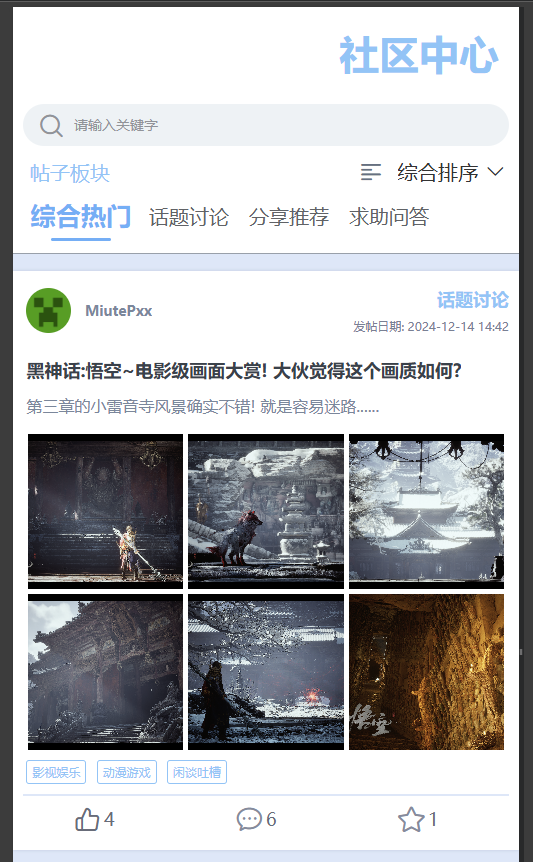 社区中心
请输入关键字
帖子板块
综合排序
综合热门 话题讨论 分享推荐 求助问答
MiutePxx
话题讨论
发帖日期: 2024-12-14 14:42
黑神话:悟空~电影级画面大赏! 大伙觉得这个画质如何?
第三章的小雷音寺风景确实不错! 就是容易迷路......
悟空
影视娱乐 动漫游戏 闲谈吐槽
4 6 1